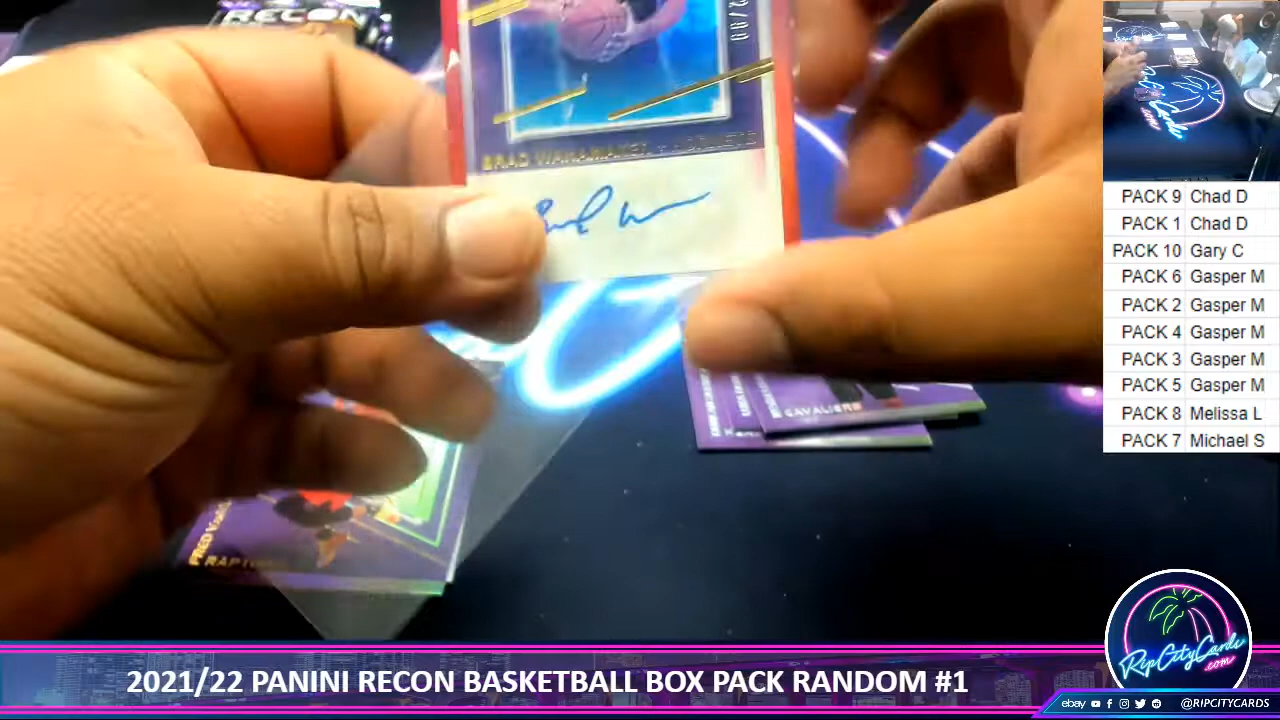 RECON
BRAD WANAMAKER
PACK 9 Chad D
PACK 1 Chad D
PACK 10 Gary C
PACK 6 Gasper M
PACK 2 Gasper M
PACK 4 Gasper M
PACK 3 Gasper M
PACK 5 Gasper M
PACK 8 Melissa L
PACK 7 Michael S
CAVALIERS
FRED
RipCityCards
.com
2021/22 PANINI RECON BASKETBALL BOX PACK RANDOM #1
ebay @RIPCITYCARDS